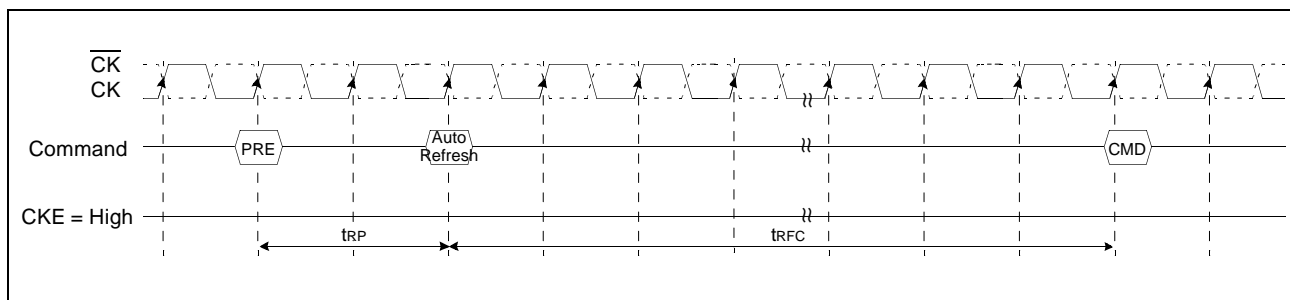 CK
CK
Command
PRE
Auto
Refresh
CMD
CKE = High
tRP
tRFC